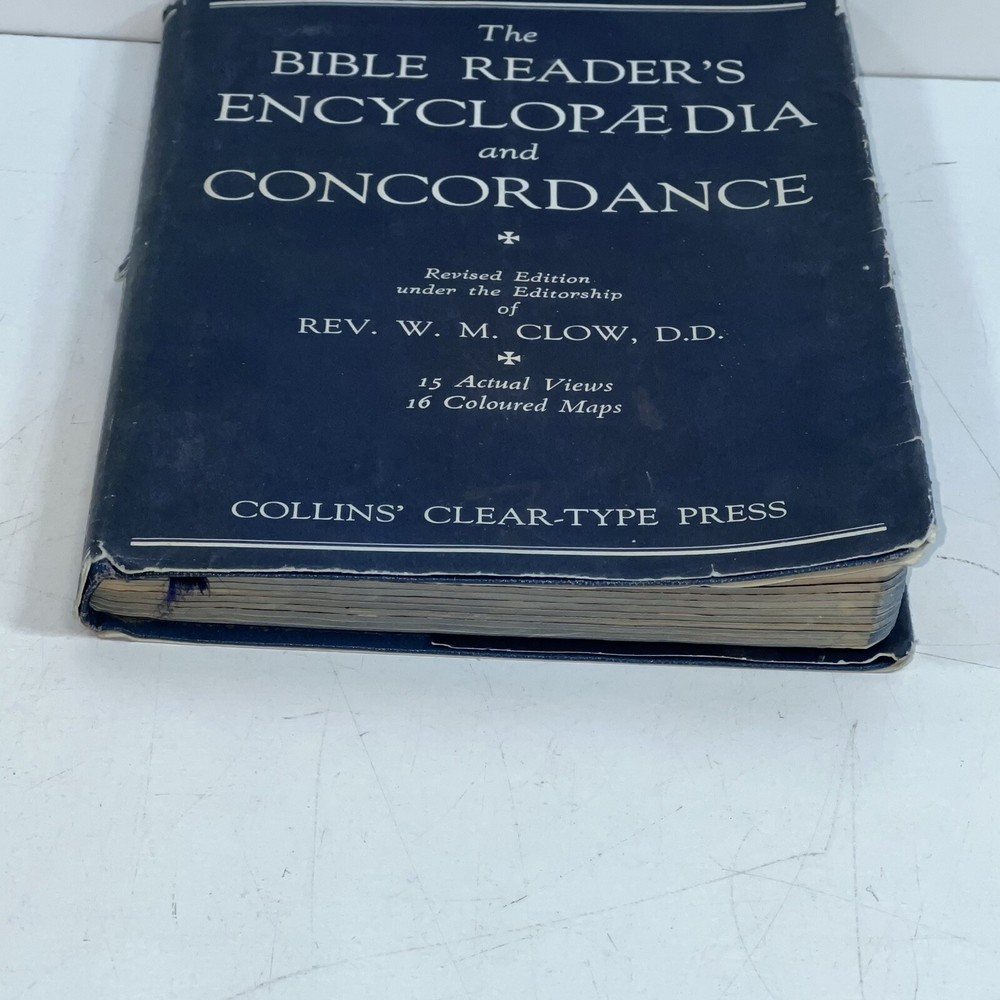 The
BIBLE READER'S
ENCYCLOPÆDIA
and
CONCORDANCE
Revised Edition
under the Editorship
of
REV. W. M. CLOW, D.D.
15 Actual Views
16 Coloured Maps
COLLINS' CLEAR-TYPE PRESS